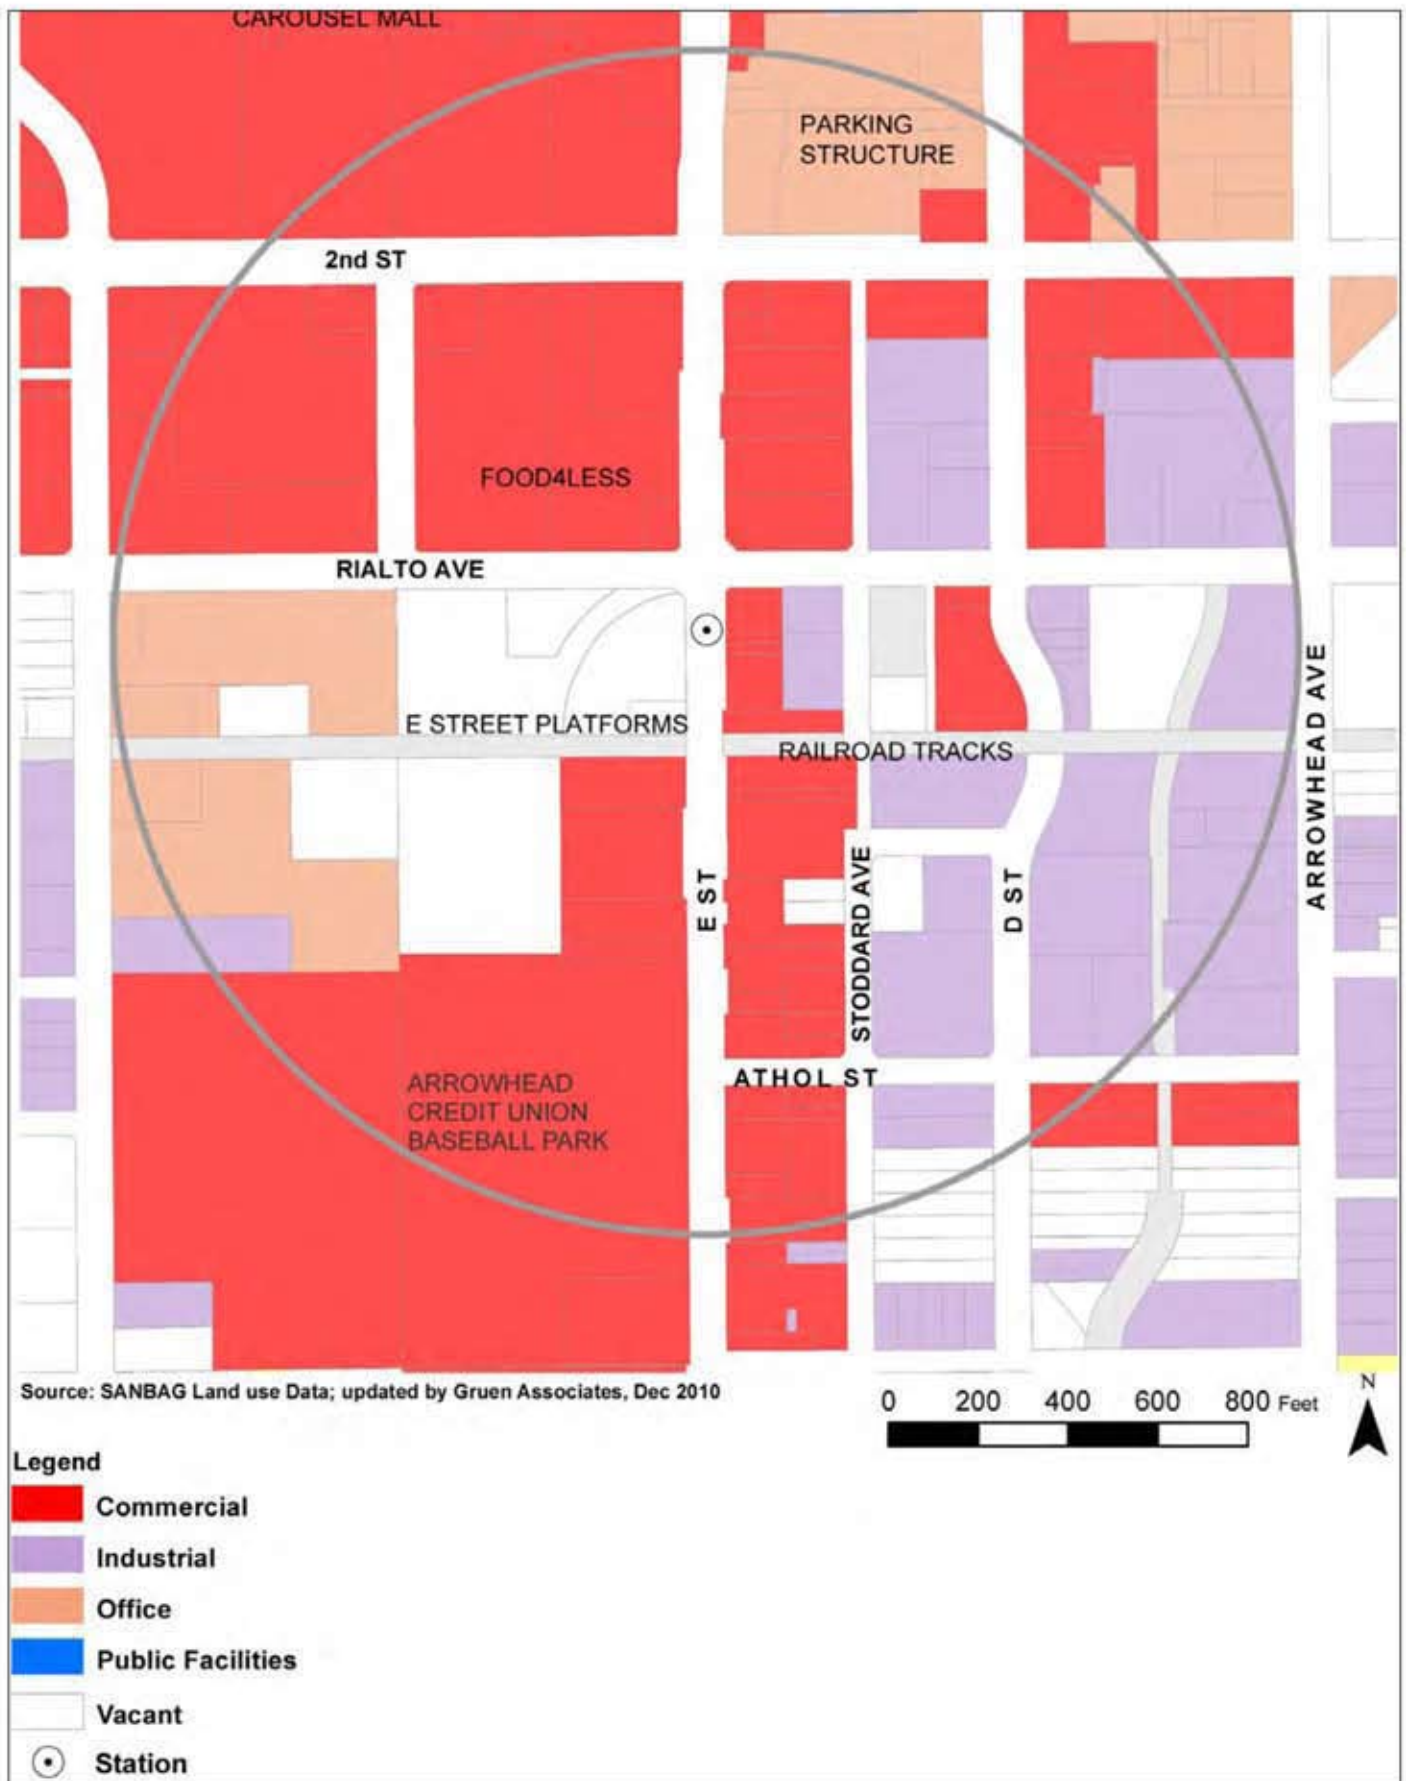 CAROUSEL MALL
PARKING
STRUCTURE
2nd ST
FOOD4LESS
RIALTO AVE
E STREET PLATFORMS
RAILROAD TRACKS
ARROWHEAD AVE
E ST
STODDARD AVE
D ST
ATHOL ST
ARROWHEAD
CREDIT UNION
BASEBALL PARK
Source: SANBAG Land use Data; updated by Gruen Associates, Dec 2010
0 200 400 600 800 Feet
N
Legend
Commercial
Industrial
Office
Public Facilities
Vacant
Station